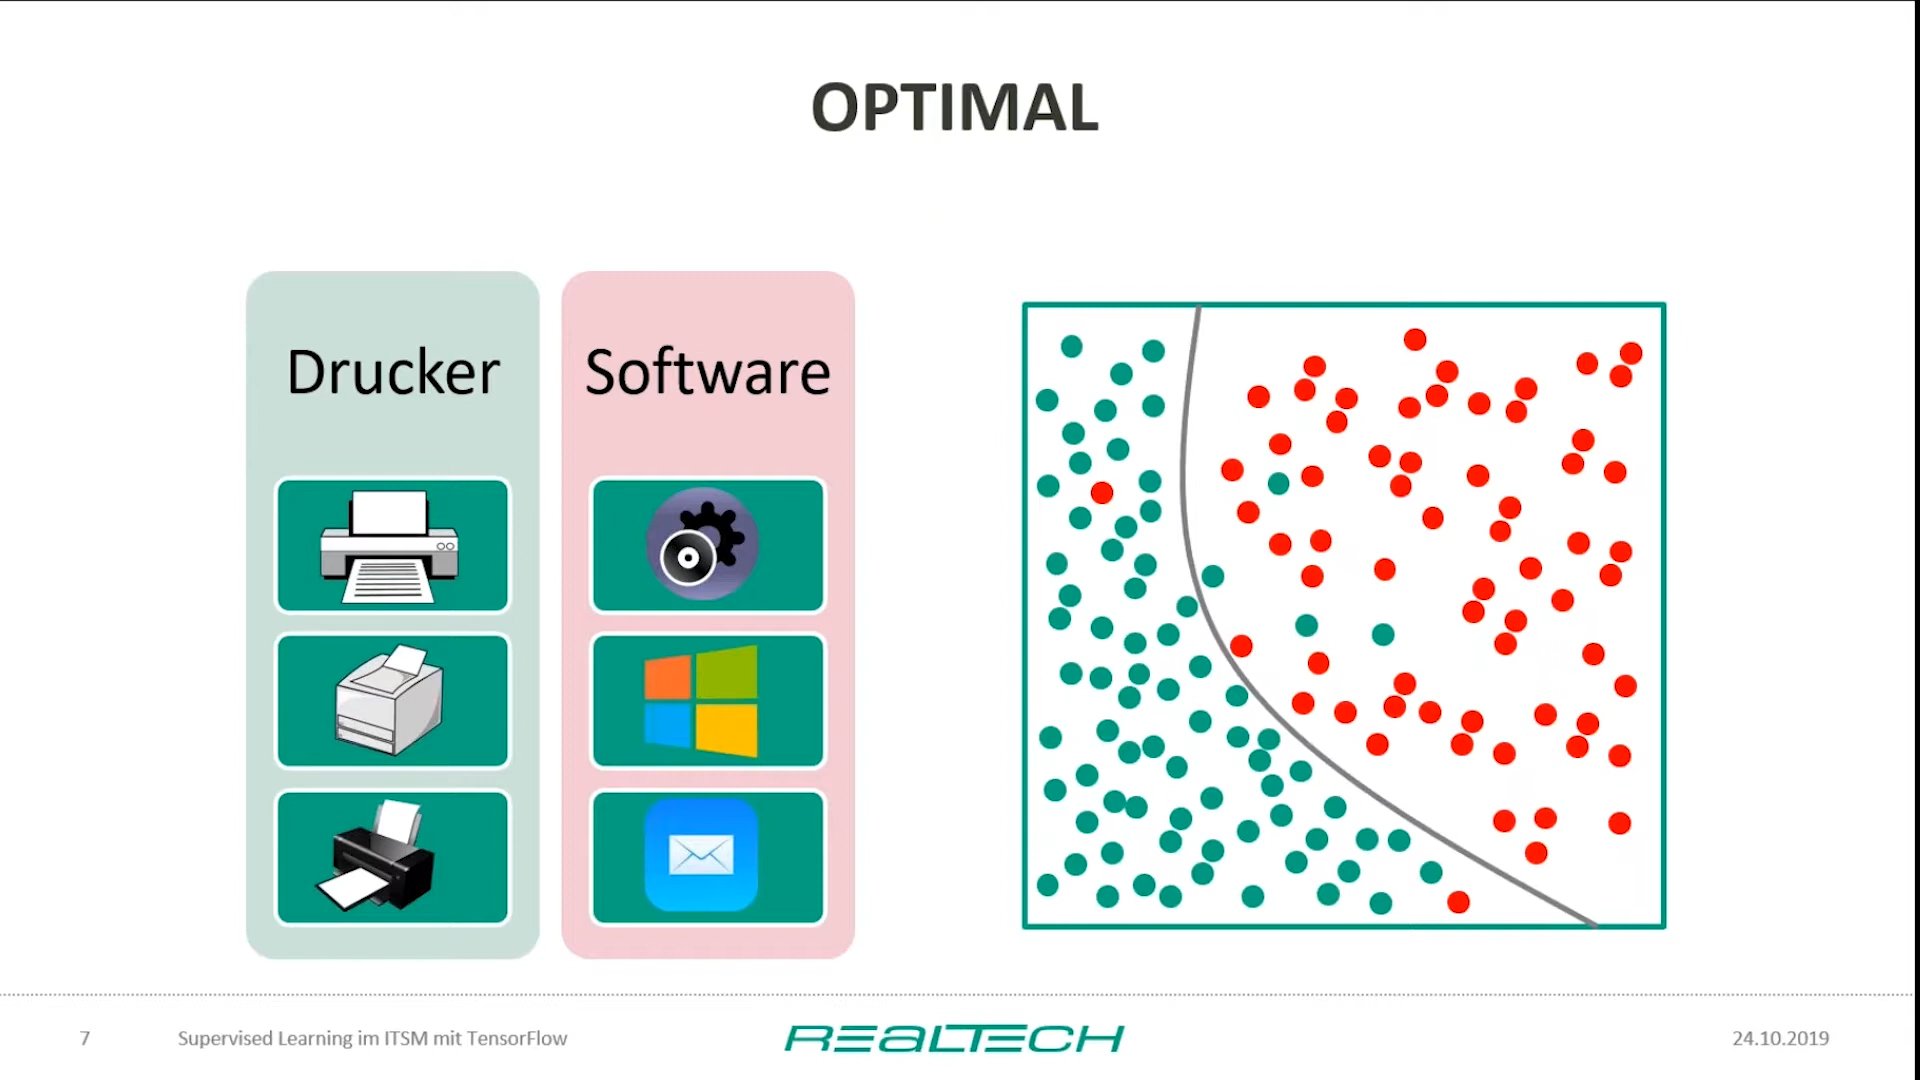 OPTIMAL
Drucker
Software
7
Supervised Learning im ITSM mit TensorFlow
REALTECH
24.10.2019